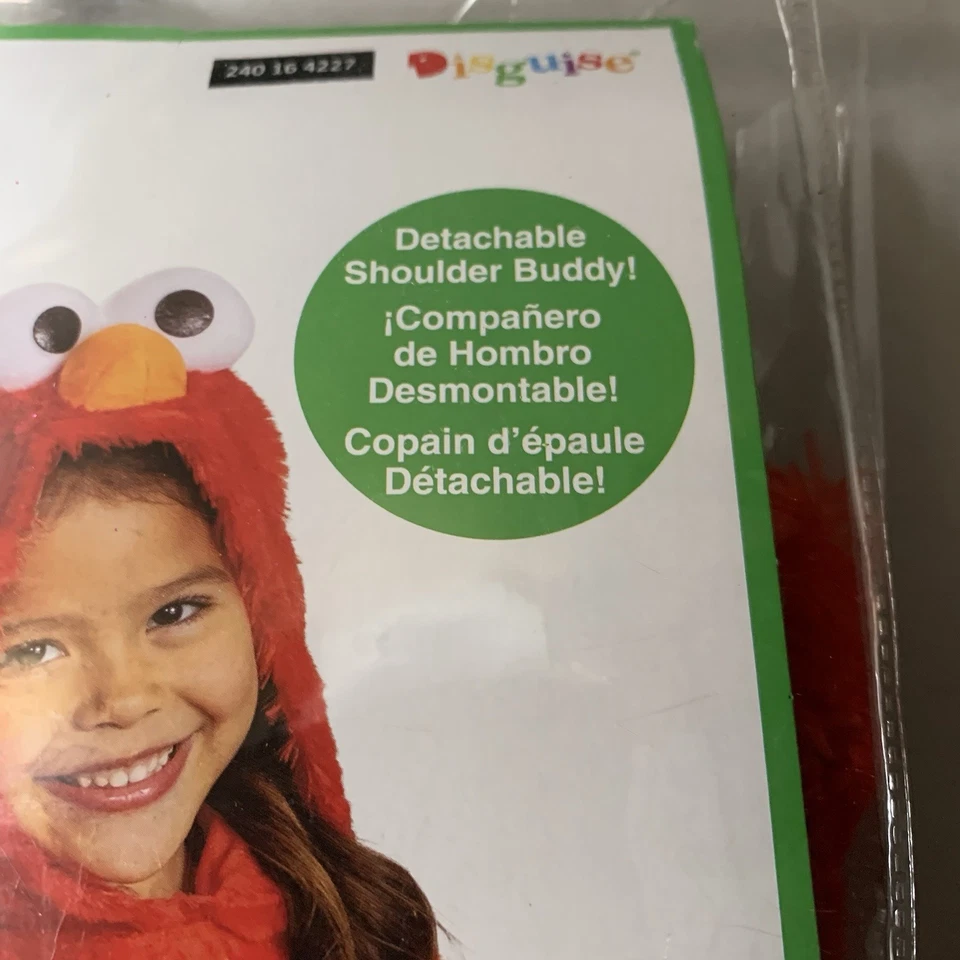 240 16 4227
Disguise
Detachable
Shoulder Buddy!
¡Compañero
de Hombro
Desmontable!
Copain d'épaule
Détachable!